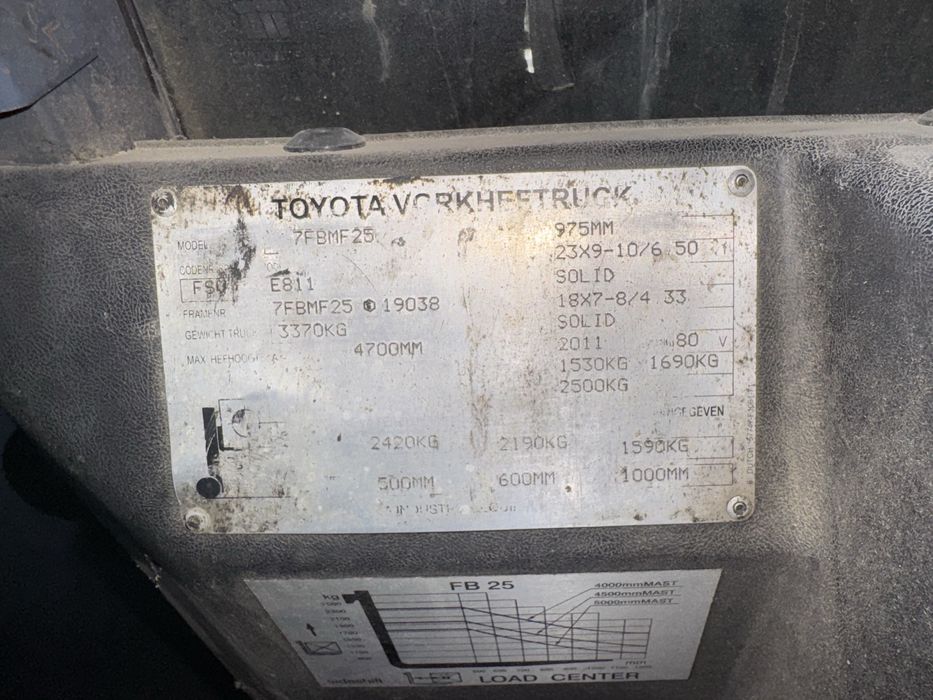 TOYOTA VORKHEFTRUCK
MODEL 7FBMF25 975MM
23X9-10/6 50
SOLID
FSV E811 18X7-8/4 33
FRAMENR 7FBMF25 19038 SOLID
GEWICHT TRUCK 3370KG 2011 80 V
MAX HEFHOOGTE 4700MM 1530KG 1690KG
2500KG
2420KG 2190KG 1590KG
500MM 600MM 1000MM
FB 25
4000mmMAST
4500mmMAST
5000mmMAST
kg
mm
LOAD CENTER